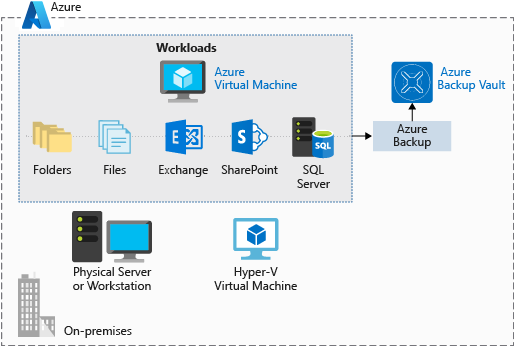 Azure
Workloads
Azure
Virtual Machine
Azure
Backup Vault
Azure
Backup
Folders
Files
Exchange
SharePoint
SQL
Server
SQL
Physical Server
or Workstation
Hyper-V
Virtual Machine
On-premises